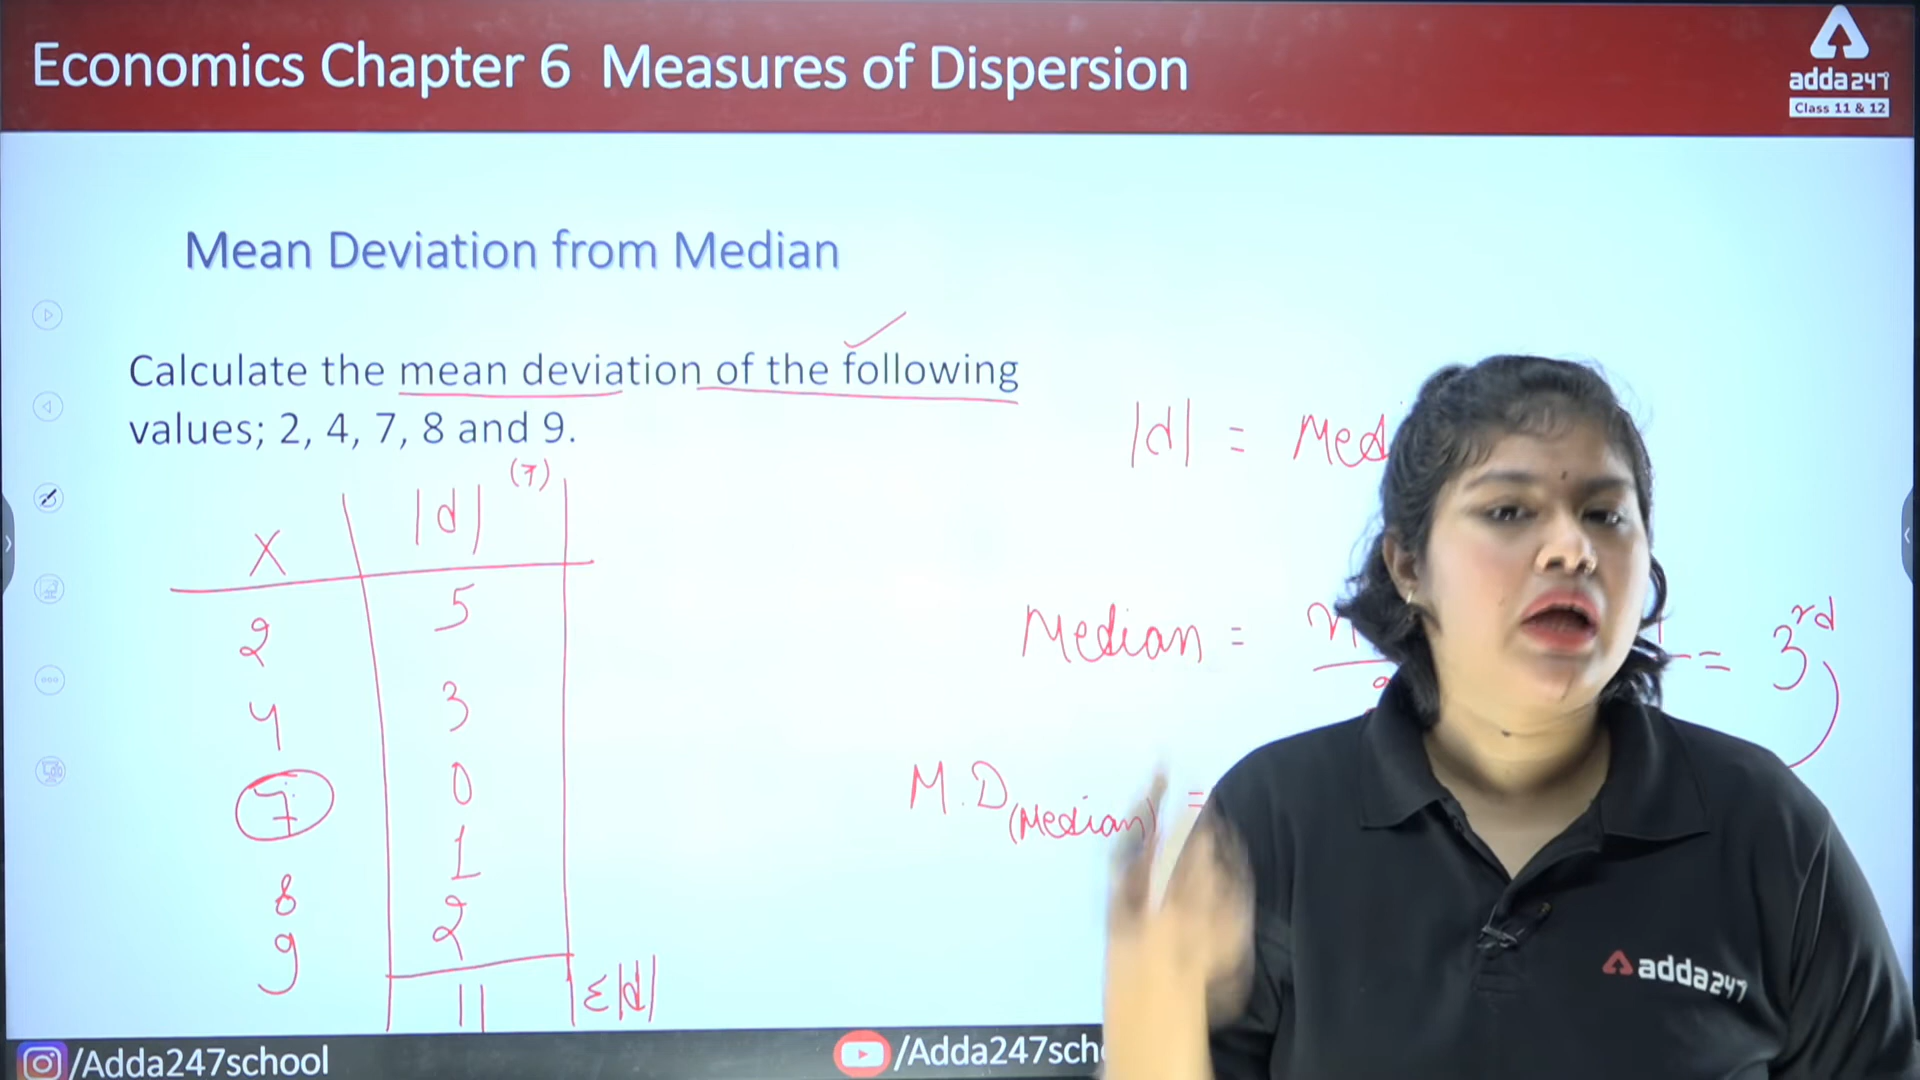 Economics Chapter 6 Measures of Dispersion
adda247
Class 11 & 12
Mean Deviation from Median
Calculate the mean deviation of the following
values; 2, 4, 7, 8 and 9.
X |d| (7)
2 5
4 3
7 0
8 1
9 2
11 Σ|d|
|d| =
Median = = 3rd
M.D(Median) =
adda247
/Adda247school